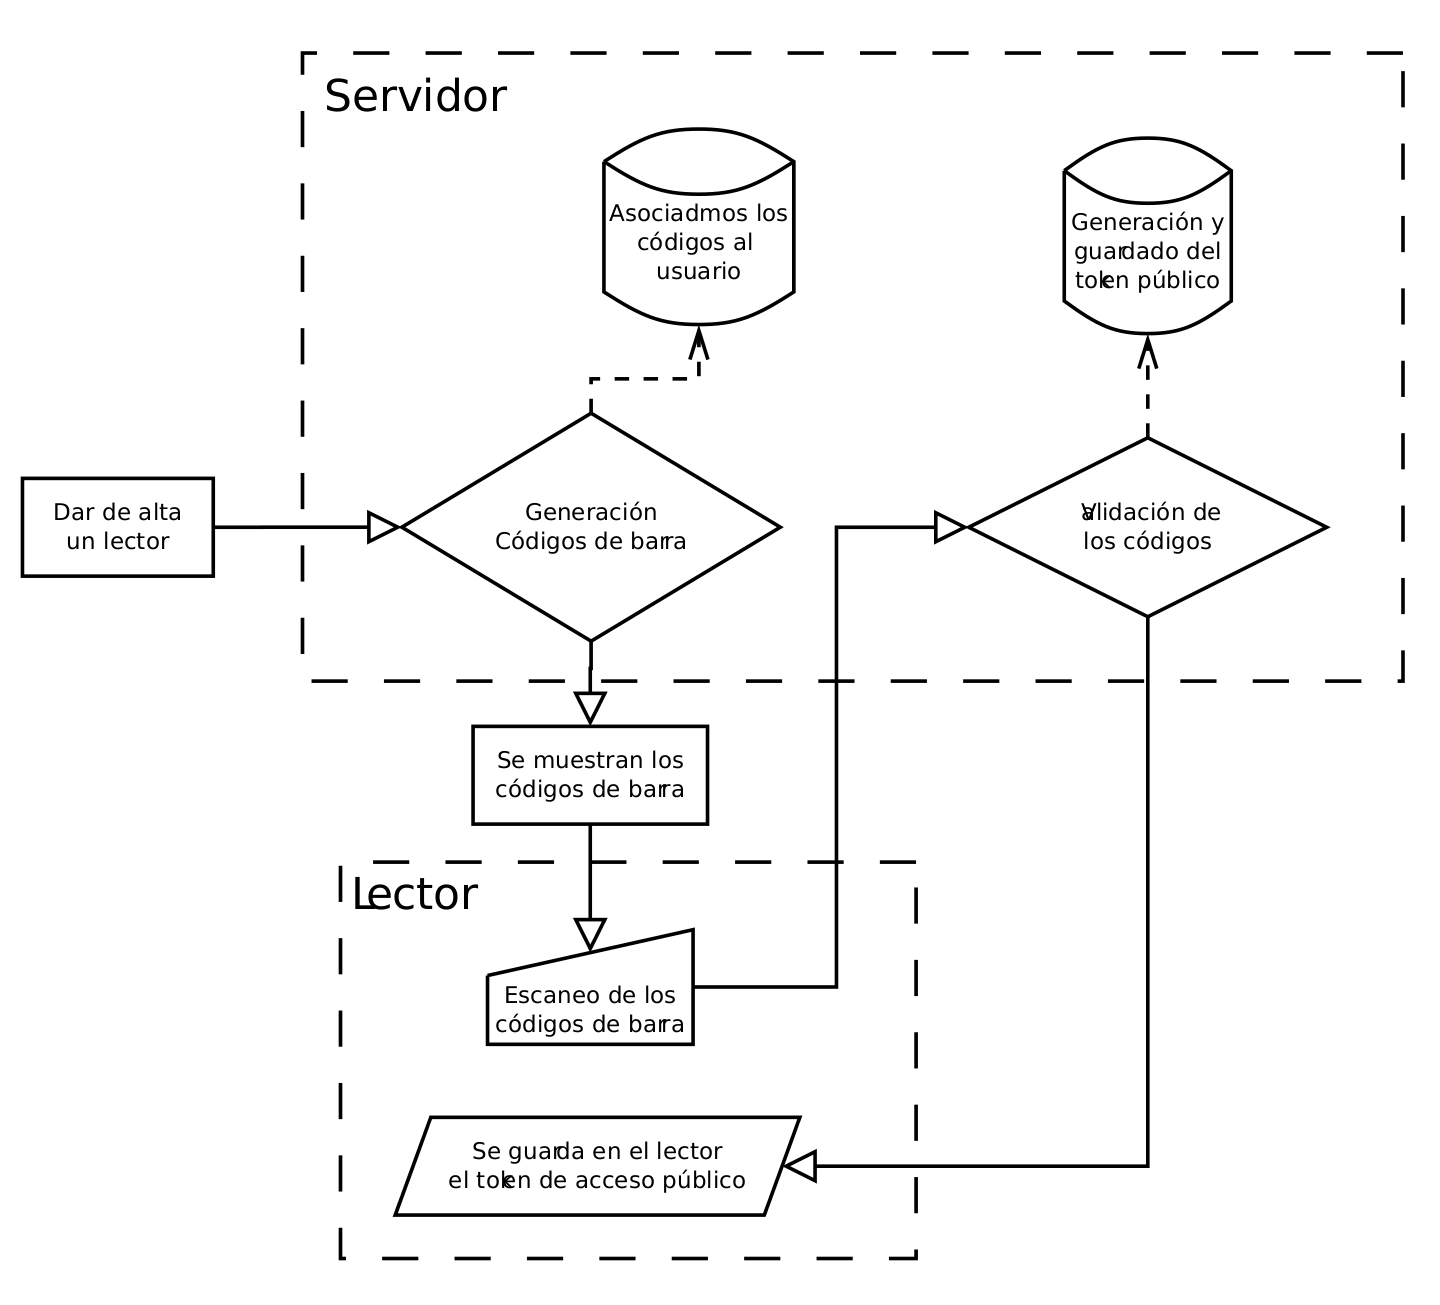 Servidor
Asociadmos los
códigos al
usuario
Generación y
guardado del
token público
Dar de alta
un lector
Generación
Códigos de barra
Validación de
los códigos
Se muestran los
códigos de barra
Lector
Escaneo de los
códigos de barra
Se guarda en el lector
el token de acceso público